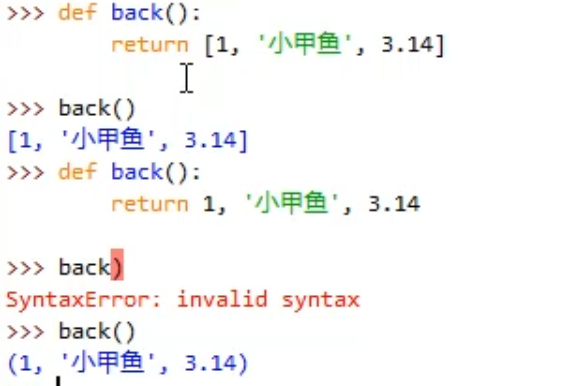 >>> def back():
        return [1, '小甲鱼', 3.14]
>>> back()
[1, '小甲鱼', 3.14]
>>> def back():
        return 1, '小甲鱼', 3.14
>>> back)
SyntaxError: invalid syntax
>>> back()
(1, '小甲鱼', 3.14)